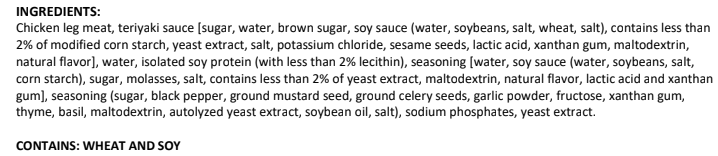 INGREDIENTS:
Chicken leg meat, teriyaki sauce [sugar, water, brown sugar, soy sauce (water, soybeans, salt, wheat, salt), contains less than
2% of modified corn starch, yeast extract, salt, potassium chloride, sesame seeds, lactic acid, xanthan gum, maltodextrin,
natural flavor], water, isolated soy protein (with less than 2% lecithin), seasoning [water, soy sauce (water, soybeans, salt,
corn starch), sugar, molasses, salt, contains less than 2% of yeast extract, maltodextrin, natural flavor, lactic acid and xanthan
gum], seasoning (sugar, black pepper, ground mustard seed, ground celery seeds, garlic powder, fructose, xanthan gum,
thyme, basil, maltodextrin, autolyzed yeast extract, soybean oil, salt), sodium phosphates, yeast extract.
CONTAINS: WHEAT AND SOY